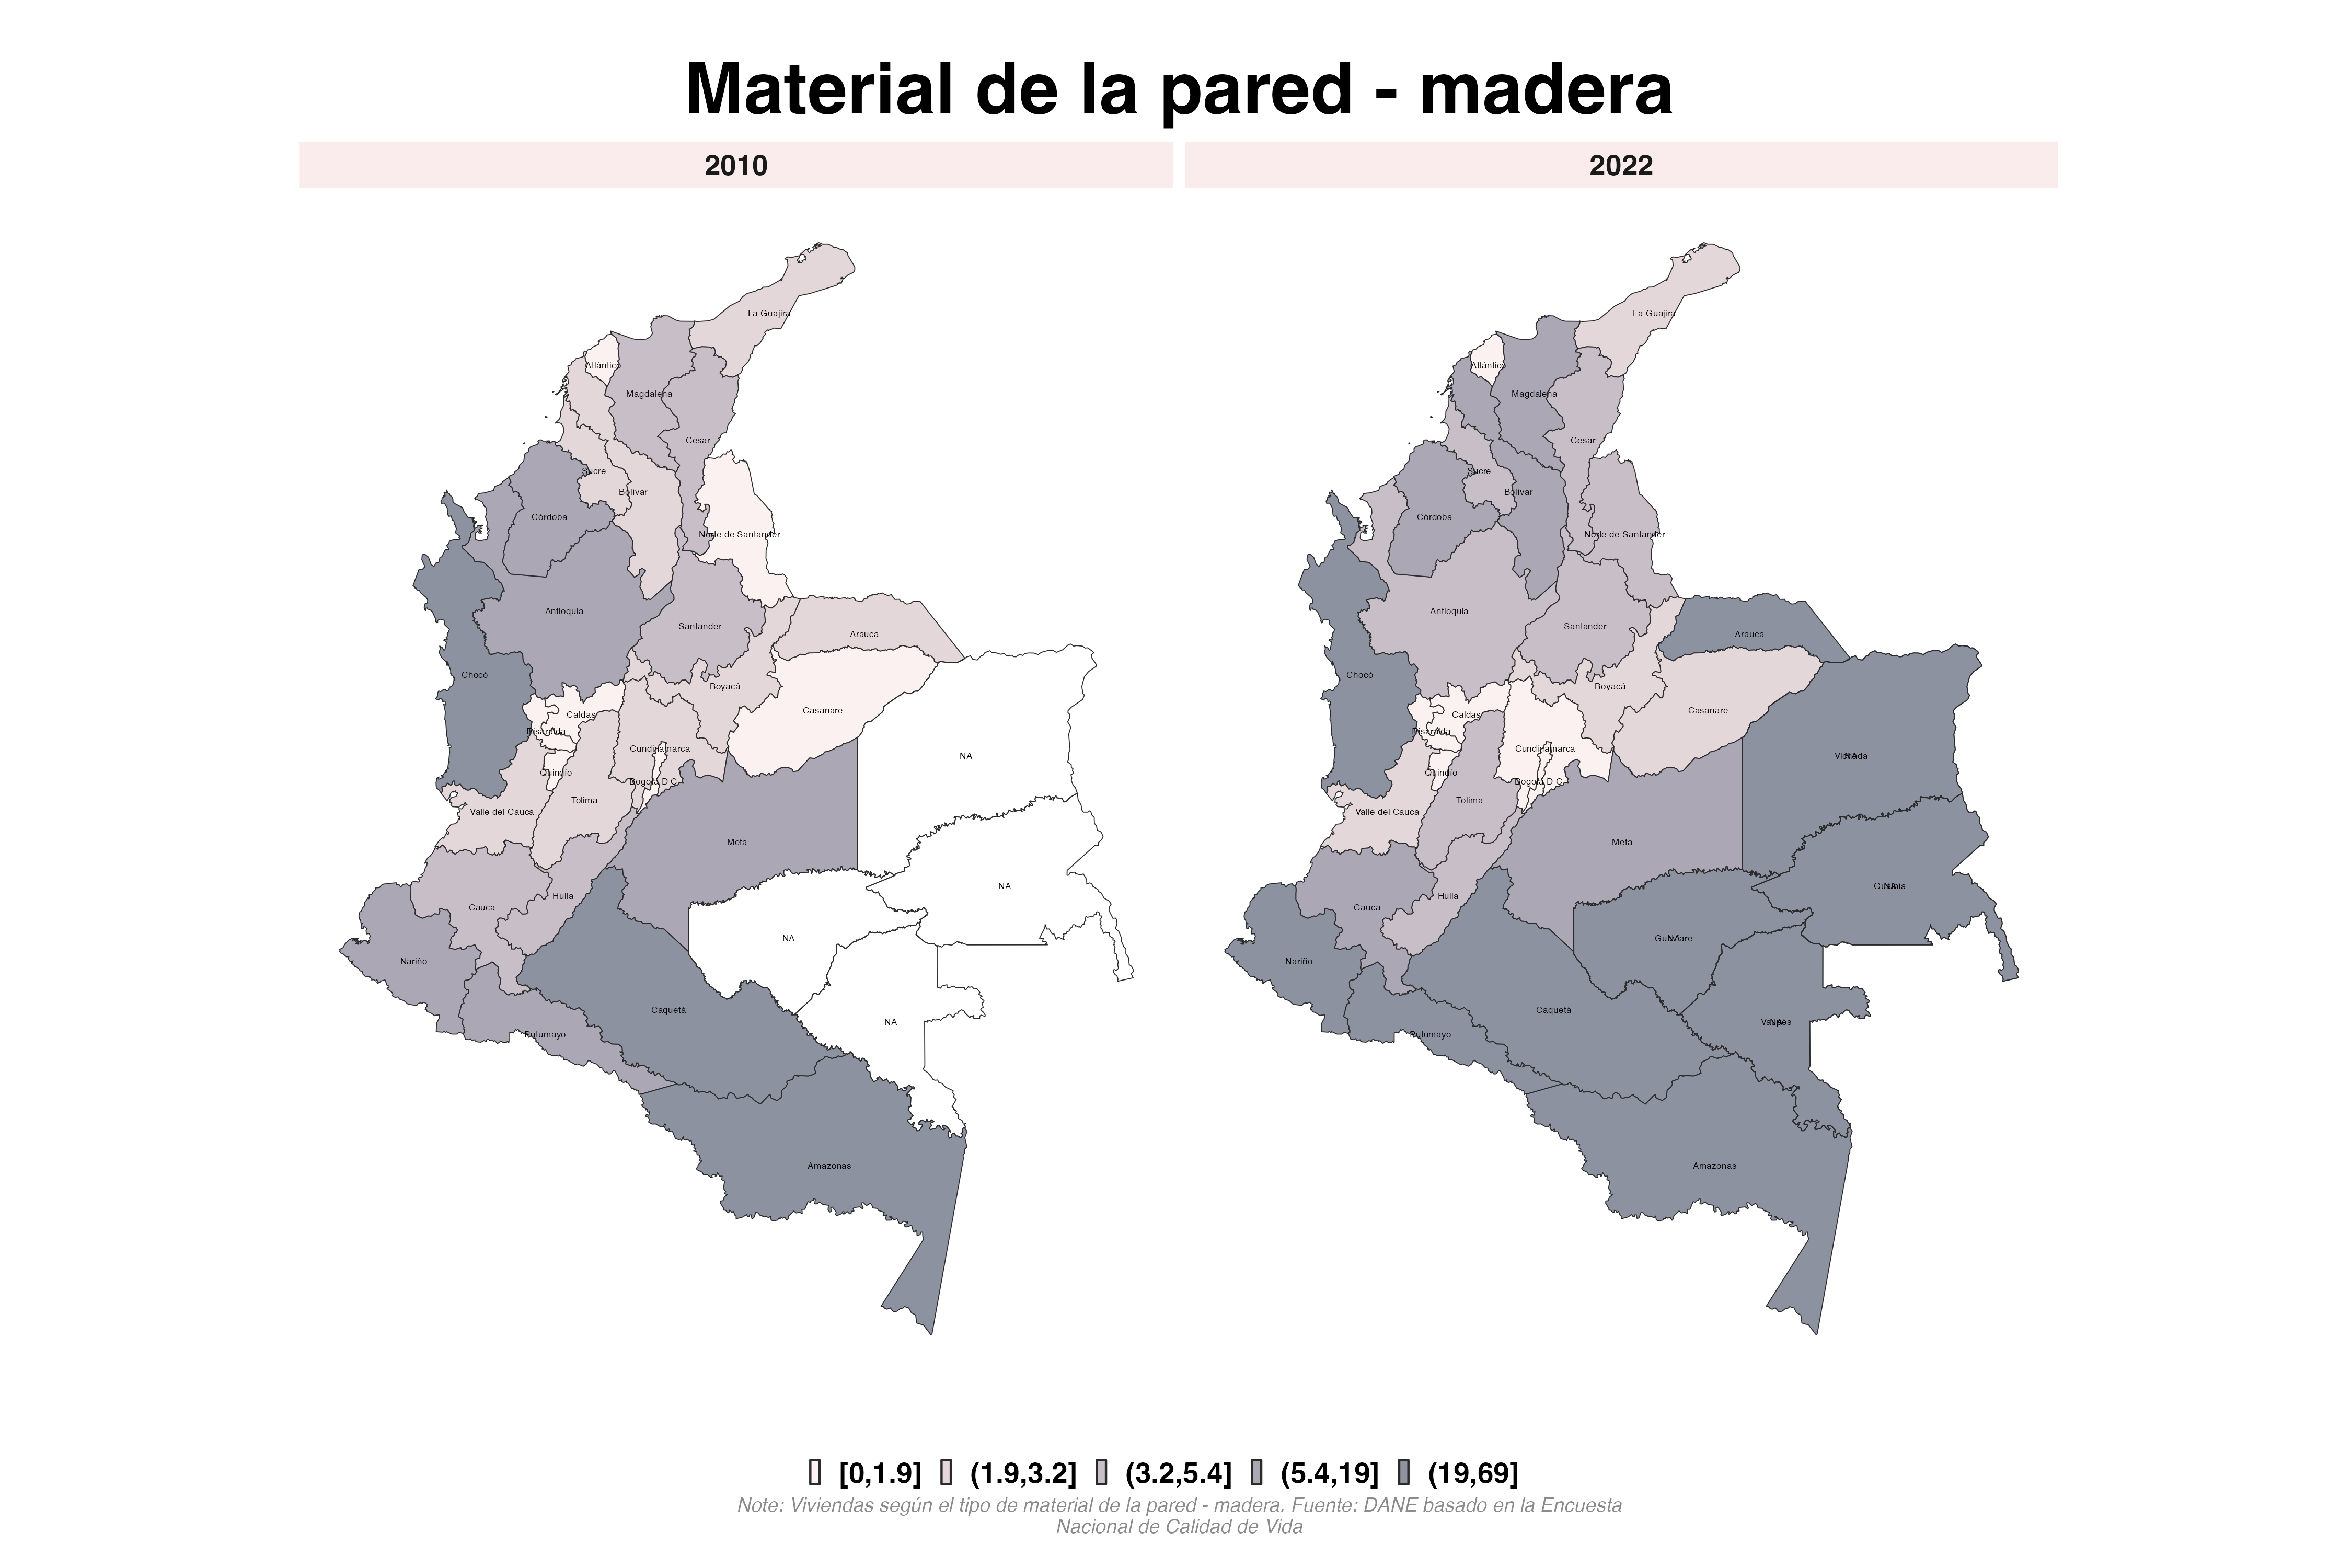 Material de la pared - madera
2010
2022
La Guajira
Atlántico
Magdalena
Cesar
Sucre
Bolívar
Norte de Santander
Córdoba
Antioquia
Santander
Arauca
Chocó
Boyacá
Casanare
Caldas
Risaralda
Cundinamarca
NA
Quindío
Bogotá D.C.
Tolima
Valle del Cauca
Meta
NA
Huila
Cauca
NA
Nariño
Caquetá
NA
Putumayo
Amazonas
La Guajira
Atlántico
Magdalena
Cesar
Sucre
Bolívar
Norte de Santander
Córdoba
Antioquia
Santander
Arauca
Chocó
Boyacá
Casanare
Caldas
Risaralda
Cundinamarca
Vichada
NA
Quindío
Bogotá D.C.
Tolima
Valle del Cauca
Meta
Guainía
NA
Huila
Cauca
Guaviare
NA
Nariño
Caquetá
Vaupés
NA
Putumayo
Amazonas
[0,1.9] (1.9,3.2] (3.2,5.4] (5.4,19] (19,69]
Note: Viviendas según el tipo de material de la pared - madera. Fuente: DANE basado en la Encuesta
Nacional de Calidad de Vida